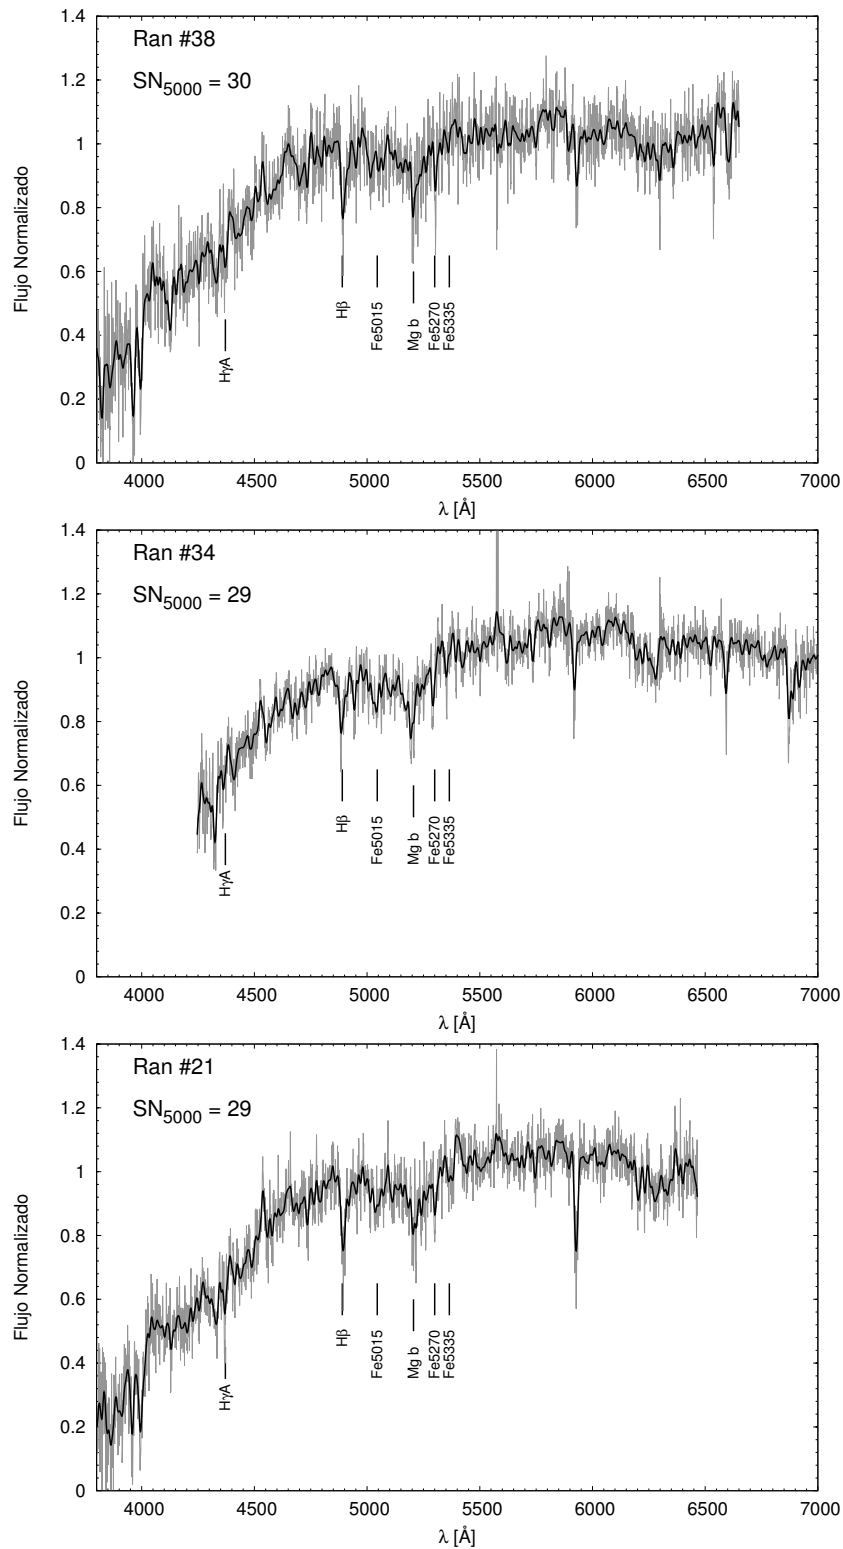 Ran #38
SN5000 = 30
Flujo Normalizado
1.4
1.2
1
0.8
0.6
0.4
0.2
0
HγA
Hβ
Fe5015
Mg b
Fe5270
Fe5335
4000 4500 5000 5500 6000 6500 7000
λ [Å]
Ran #34
SN5000 = 29
Flujo Normalizado
1.4
1.2
1
0.8
0.6
0.4
0.2
0
HγA
Hβ
Fe5015
Mg b
Fe5270
Fe5335
4000 4500 5000 5500 6000 6500 7000
λ [Å]
Ran #21
SN5000 = 29
Flujo Normalizado
1.4
1.2
1
0.8
0.6
0.4
0.2
0
HγA
Hβ
Fe5015
Mg b
Fe5270
Fe5335
4000 4500 5000 5500 6000 6500 7000
λ [Å]